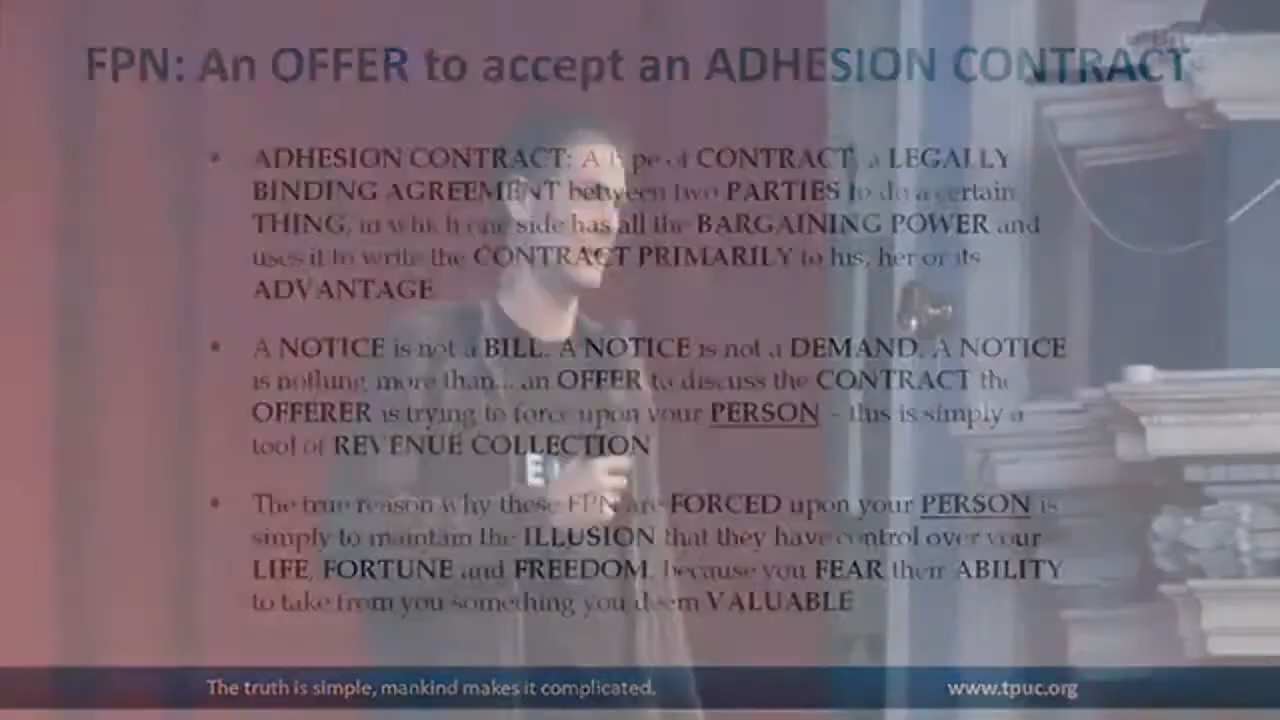 FPN: An OFFER to accept an ADHESION CONTRACT
• ADHESION CONTRACT: A type of CONTRACT, a LEGALLY
BINDING AGREEMENT between two PARTIES to do a certain
THING, in which one side has all the BARGAINING POWER and
uses it to write the CONTRACT PRIMARILY to his, her or its
ADVANTAGE
• A NOTICE is not a BILL. A NOTICE is not a DEMAND. A NOTICE
is nothing more than... an OFFER to discuss the CONTRACT the
OFFERER is trying to force upon your PERSON – this is simply a
tool of REVENUE COLLECTION
• The true reason why these FPN are FORCED upon your PERSON is
simply to maintain the ILLUSION that they have control over your
LIFE, FORTUNE and FREEDOM, because you FEAR their ABILITY
to take from you something you deem VALUABLE
The truth is simple, mankind makes it complicated.
www.tpuc.org